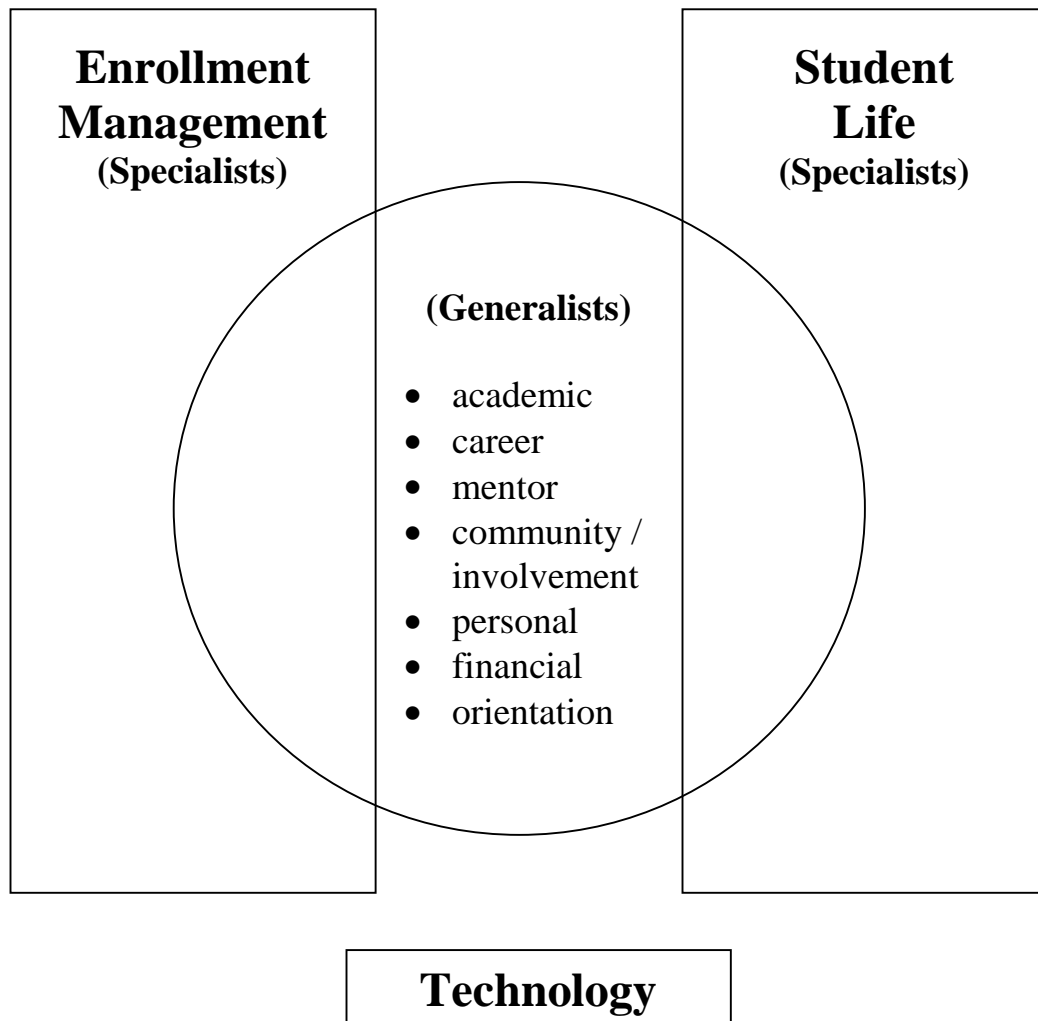 Enrollment
Management
(Specialists)
Student
Life
(Specialists)
(Generalists)
• academic
• career
• mentor
• community /
involvement
• personal
• financial
• orientation
Technology